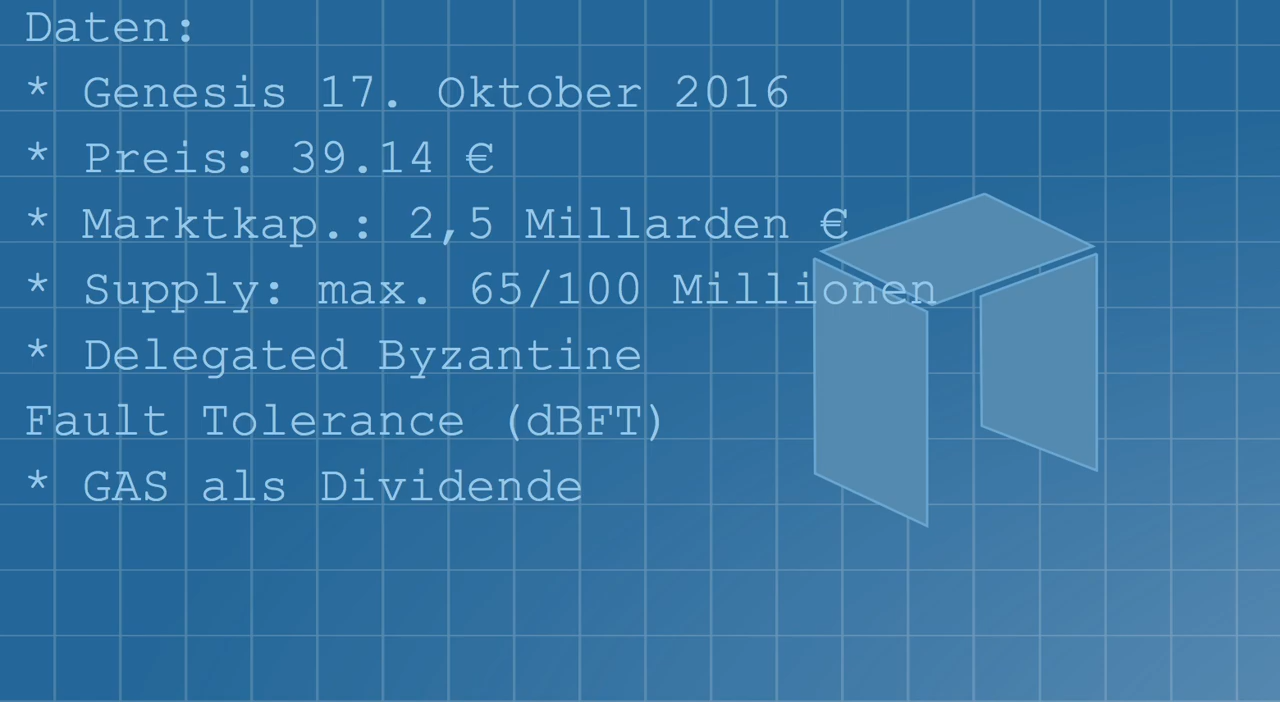 Daten:
* Genesis 17. Oktober 2016
* Preis: 39.14 €
* Marktkap.: 2,5 Millarden €
* Supply: max. 65/100 Millionen
* Delegated Byzantine
Fault Tolerance (dBFT)
* GAS als Dividende